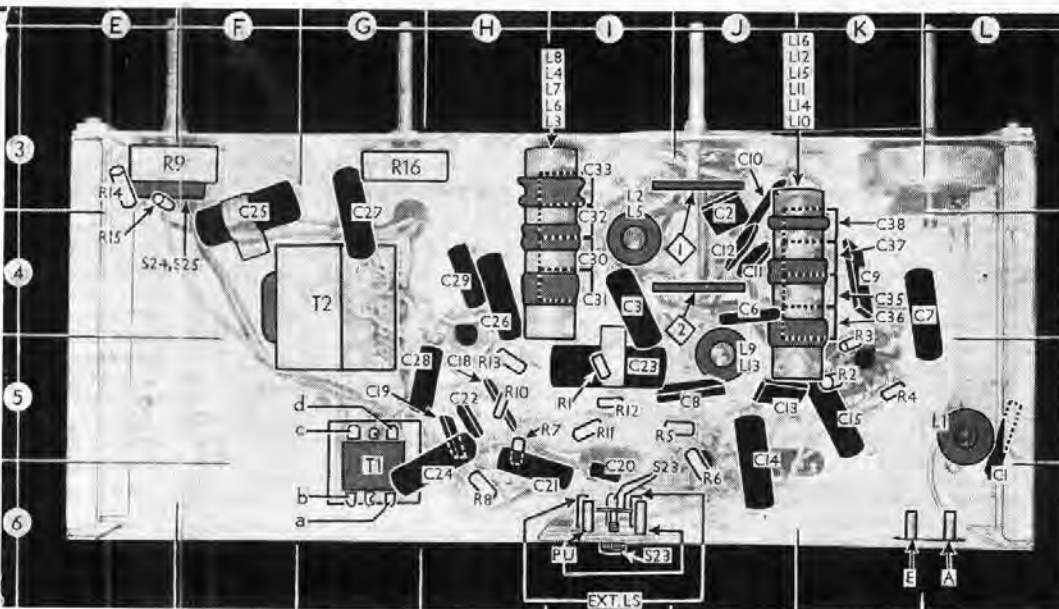 E F G H I J K L
L8
L4
L7
L6
L3
L16
L12
L15
L11
L14
L10
3
R9
R16
C33
C10
R14
L2
L5
C2
C25
C27
C32
C38
R15
1
C12
C37
S24,S25
C11
C9
4
C29
C30
T2
C3
C31
C35
C26
2
C6
C36
C7
R3
C28
C18
R13
C23
L9
L13
C19
R2
5
R10
R1
C8
C13
R4
C22
R12
d
c
R7
R11
R5
C15
L1
T1
C24
C14
C20
S23
C21
R6
C1
R8
b
a
6
PU
S23
E
A
EXT. LS